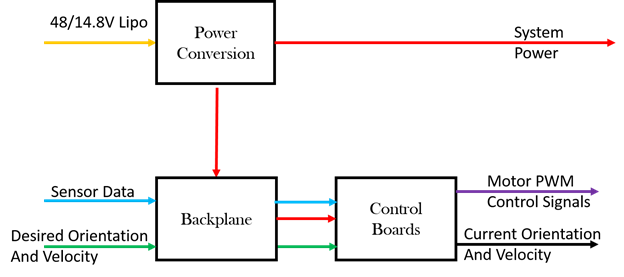 48/14.8V Lipo
Power
Conversion
System
Power
Sensor Data
Desired Orientation
And Velocity
Backplane
Control
Boards
Motor PWM
Control Signals
Current Orientation
And Velocity